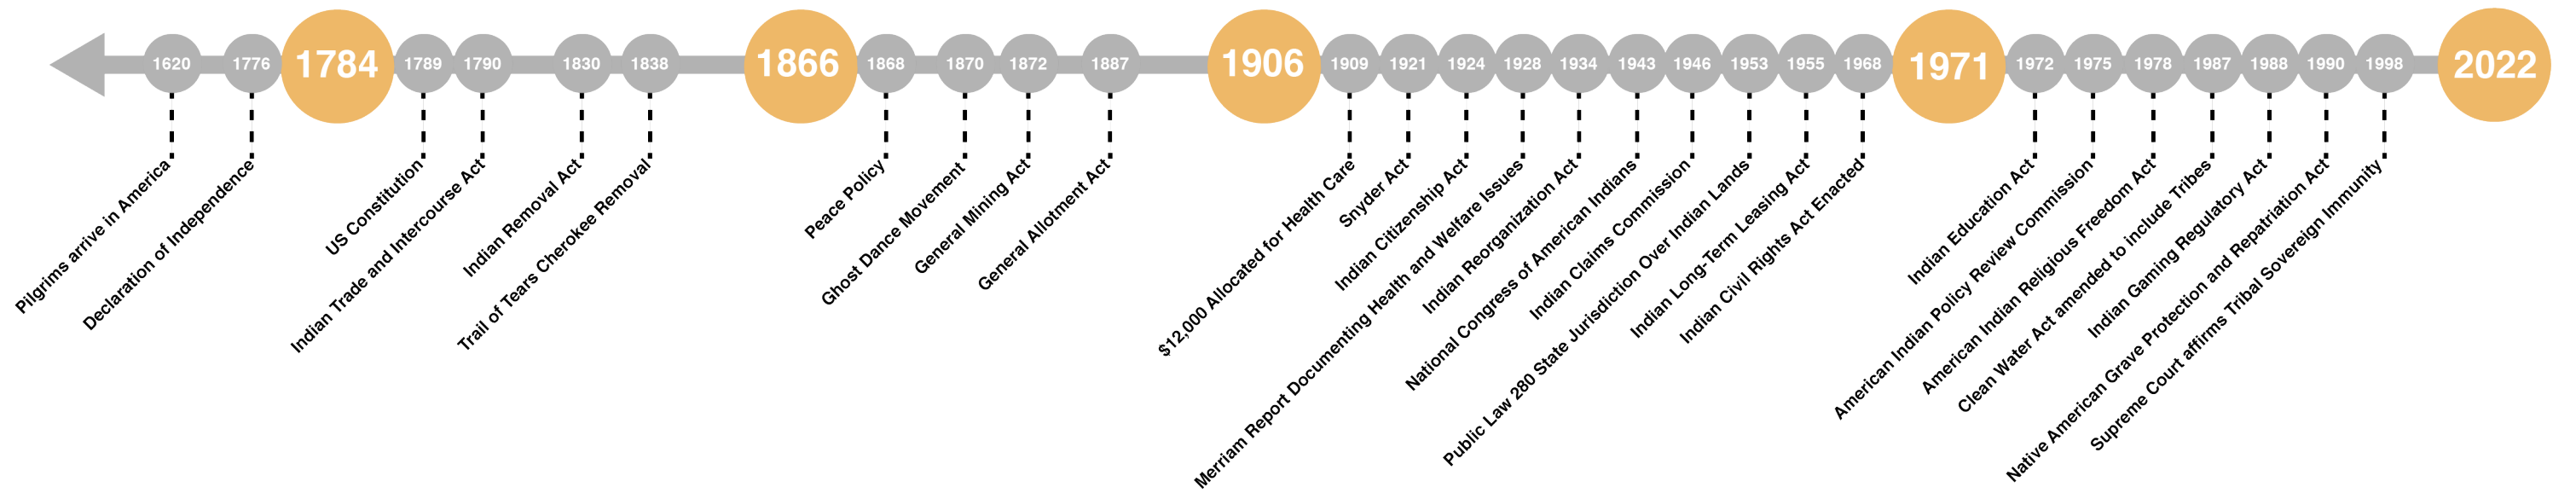 1620
1776
1784
1789
1790
1830
1838
1866
1868
1870
1872
1887
1906
1909
1921
1924
1928
1934
1943
1946
1953
1955
1968
1971
1972
1975
1978
1987
1988
1990
1998
2022
Pilgrims arrive in America
Declaration of Independence
US Constitution
Indian Trade and Intercourse Act
Indian Removal Act
Trail of Tears Cherokee Removal
Peace Policy
Ghost Dance Movement
General Mining Act
General Allotment Act
$12,000 Allocated for Health Care
Snyder Act
Indian Citizenship Act
Merriam Report Documenting Health and Welfare Issues
Indian Reorganization Act
National Congress of American Indians
Indian Claims Commission
Public Law 280 State Jurisdiction Over Indian Lands
Indian Long-Term Leasing Act
Indian Civil Rights Act Enacted
Indian Education Act
American Indian Policy Review Commission
American Indian Religious Freedom Act
Clean Water Act amended to include Tribes
Indian Gaming Regulatory Act
Native American Grave Protection and Repatriation Act
Supreme Court affirms Tribal Sovereign Immunity